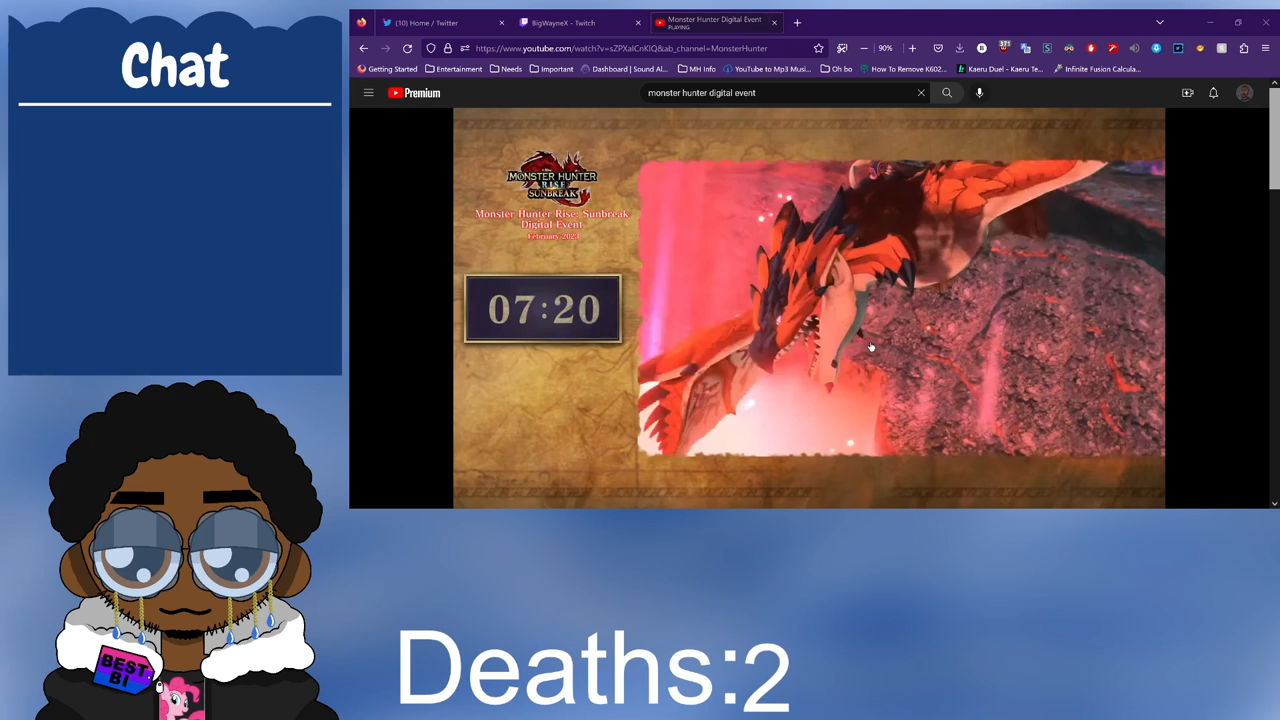 Chat
(10) Home / Twitter
BigWayneX - Twitch
Monster Hunter Digital Event
PLAYING
https://www.youtube.com/watch?v=sZPXaICnKIQ&ab_channel=MonsterHunter
90%
371
Getting Started
Entertainment
Needs
Important
Dashboard | Sound Al...
MH Info
YouTube to Mp3 Musi...
Oh bo
How To Remove K602...
Kaeru Duel - Kaeru Te...
Infinite Fusion Calcula...
Premium
monster hunter digital event
MONSTER HUNTER
RISE
SUNBREAK
Monster Hunter Rise: Sunbreak
Digital Event
February 2023
07:20
BEST
BI
Deaths:2